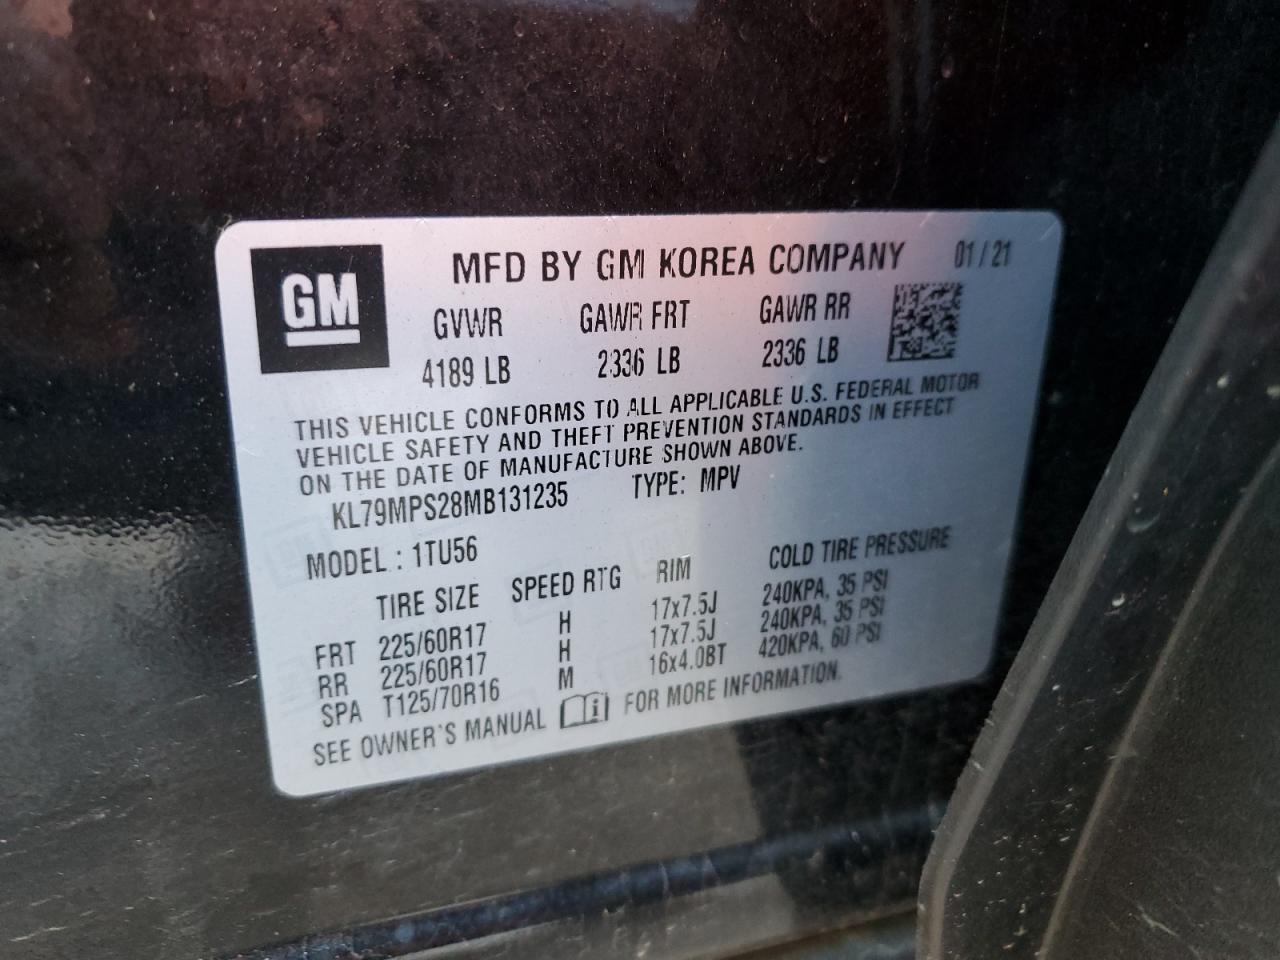 GM
MFD BY GM KOREA COMPANY 01/21
GVWR GAWR FRT GAWR RR
4189 LB 2336 LB 2336 LB
THIS VEHICLE CONFORMS TO ALL APPLICABLE U.S. FEDERAL MOTOR
VEHICLE SAFETY AND THEFT PREVENTION STANDARDS IN EFFECT
ON THE DATE OF MANUFACTURE SHOWN ABOVE.
KL79MPS28MB131235 TYPE: MPV
MODEL : 1TU56
TIRE SIZE SPEED RTG RIM COLD TIRE PRESSURE
FRT 225/60R17 H 17x7.5J 240KPA, 35 PSI
RR 225/60R17 H 17x7.5J 240KPA, 35 PSI
SPA T125/70R16 M 16x4.0BT 420KPA, 60 PSI
SEE OWNER'S MANUAL FOR MORE INFORMATION.